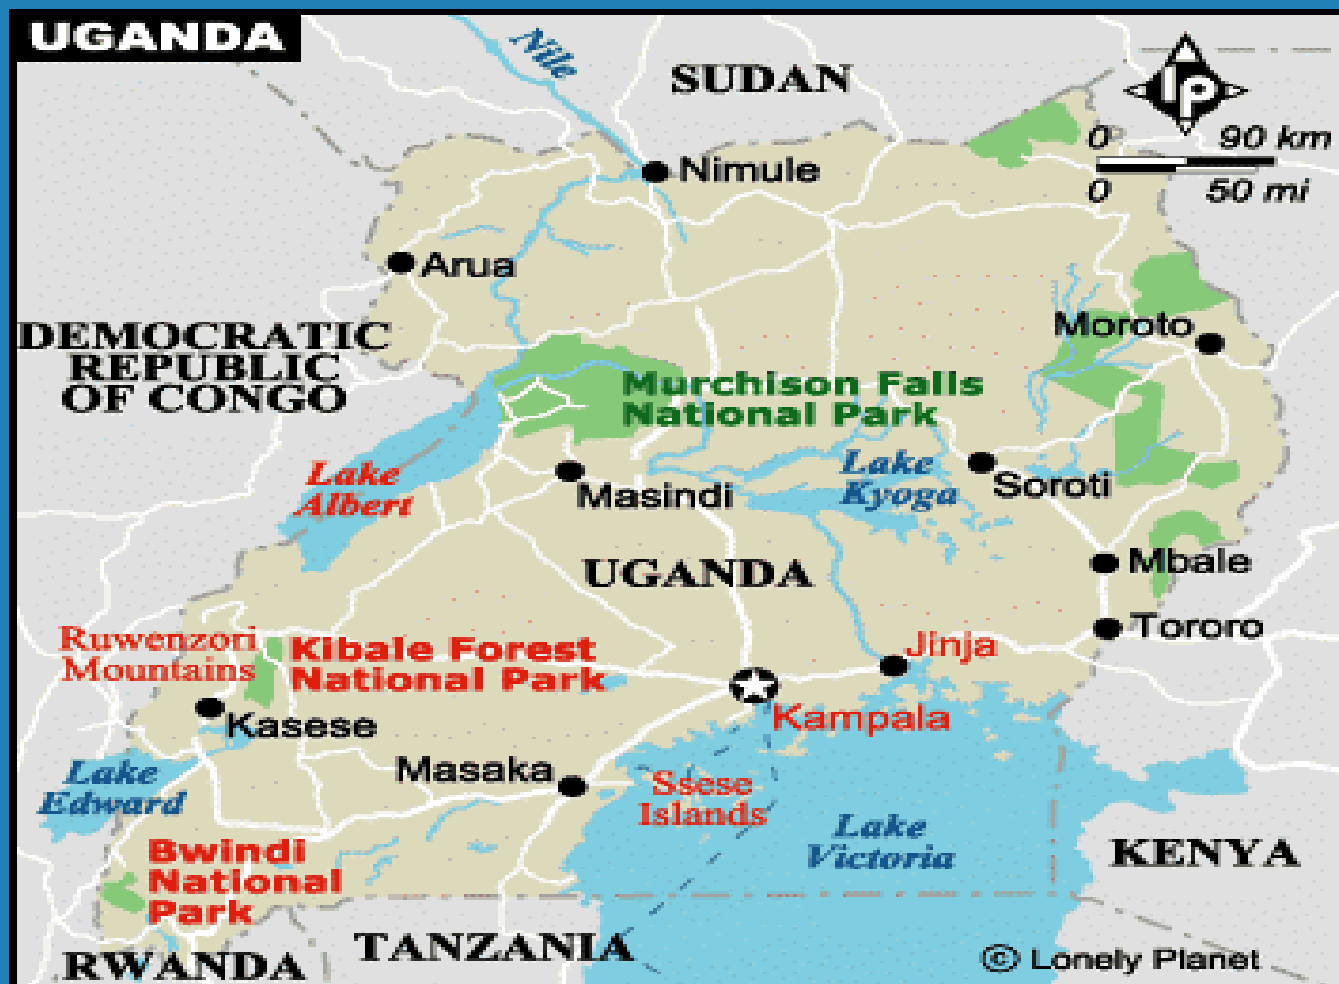 UGANDA
Nile
SUDAN
lp
0 90 km
0 50 mi
Nimule
Arua
DEMOCRATIC
REPUBLIC
OF CONGO
Moroto
Murchison Falls
National Park
Lake
Albert
Lake
Kyoga
Masindi
Soroti
UGANDA
Mbale
Tororo
Ruwenzori
Mountains
Kibale Forest
National Park
Jinja
Kasese
Kampala
Lake
Edward
Masaka
Ssese
Islands
Lake
Victoria
KENYA
Bwindi
National
Park
RWANDA
TANZANIA
© Lonely Planet